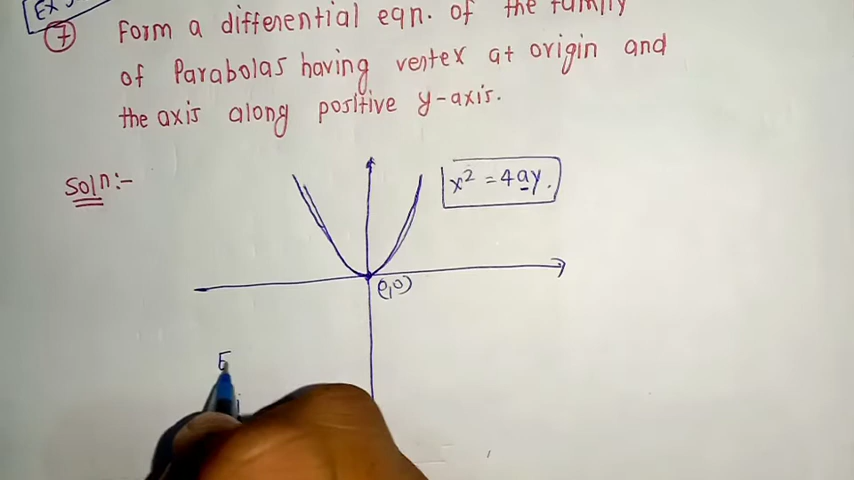 Ex
7 Form a differential eqn. of the family
of Parabolas having vertex at origin and
the axis along positive y-axis.
Soln:-
x² = 4ay.
(0,0)
E